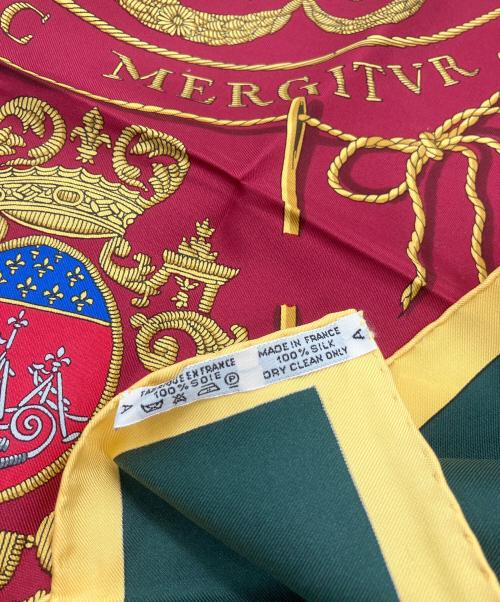 C
MERGITVR
FABRIQUE EN FRANCE
100% SOIE
A
MADE IN FRANCE
100% SILK
DRY CLEAN ONLY
A